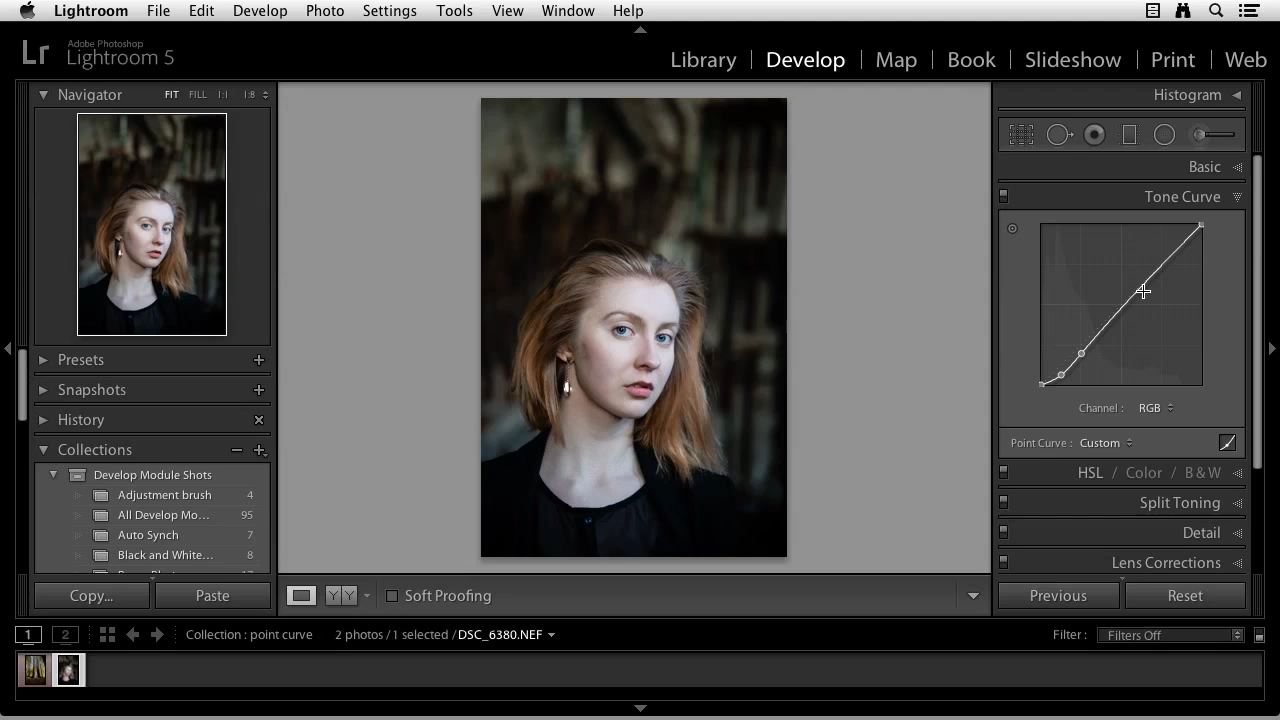 Lightroom File Edit Develop Photo Settings Tools View Window Help
Lr Adobe Photoshop Lightroom 5
Library Develop Map Book Slideshow Print Web
Navigator FIT FILL 1:1 1:8
Histogram
Basic
Tone Curve
Channel : RGB
Point Curve : Custom
HSL / Color / B & W
Split Toning
Detail
Lens Corrections
Previous Reset
Presets
Snapshots
History
Collections
Develop Module Shots
Adjustment brush 4
All Develop Mo... 95
Auto Synch 7
Black and White... 8
Copy... Paste
YY Soft Proofing
1 2 Collection : point curve 2 photos / 1 selected / DSC_6380.NEF Filter : Filters Off